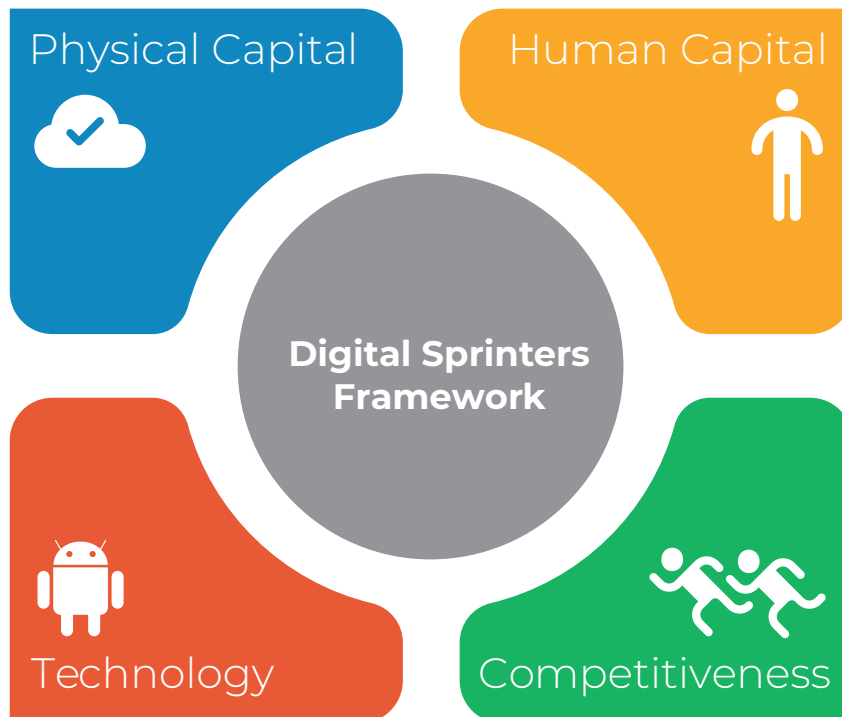 Physical Capital
Human Capital
Digital Sprinters
Framework
Technology
Competitiveness